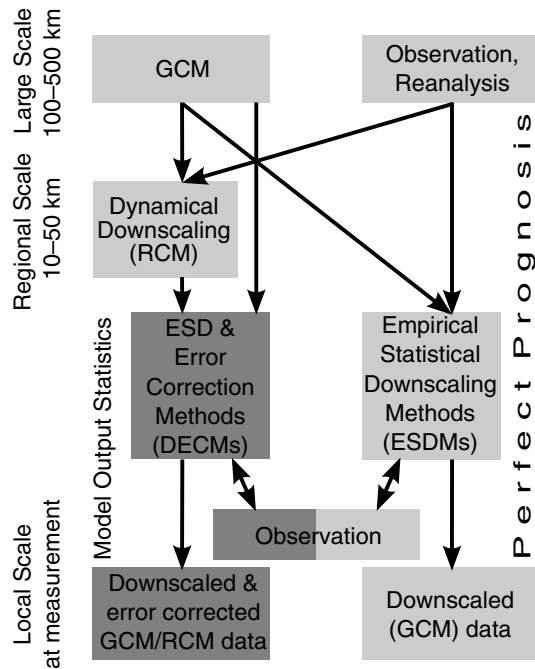 Large Scale
100–500 km
GCM
Observation,
Reanalysis
Regional Scale
10–50 km
Dynamical
Downscaling
(RCM)
Perfect Prognosis
Model Output Statistics
ESD &
Error
Correction
Methods
(DECMs)
Empirical
Statistical
Downscaling
Methods
(ESDMs)
Observation
Local Scale
at measurement
Downscaled &
error corrected
GCM/RCM data
Downscaled
(GCM) data